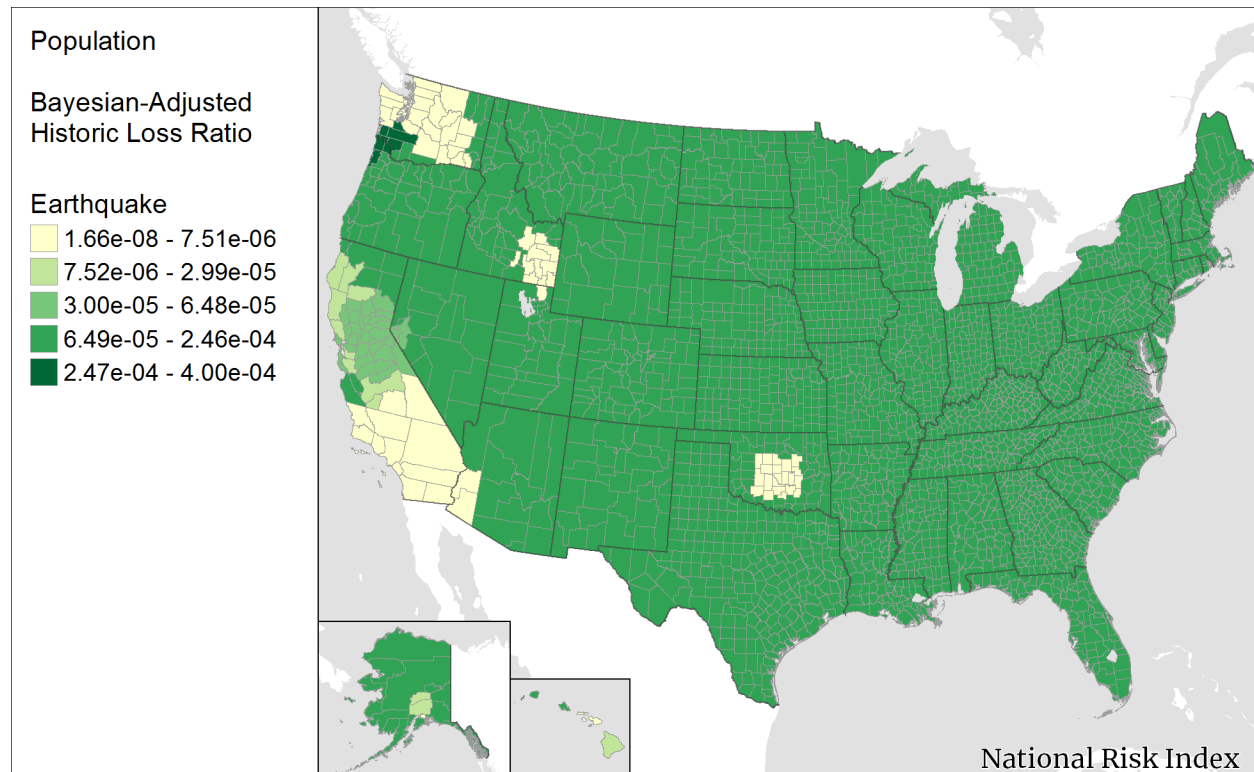 Population
Bayesian-Adjusted
Historic Loss Ratio
Earthquake
1.66e-08 - 7.51e-06
7.52e-06 - 2.99e-05
3.00e-05 - 6.48e-05
6.49e-05 - 2.46e-04
2.47e-04 - 4.00e-04
National Risk Index